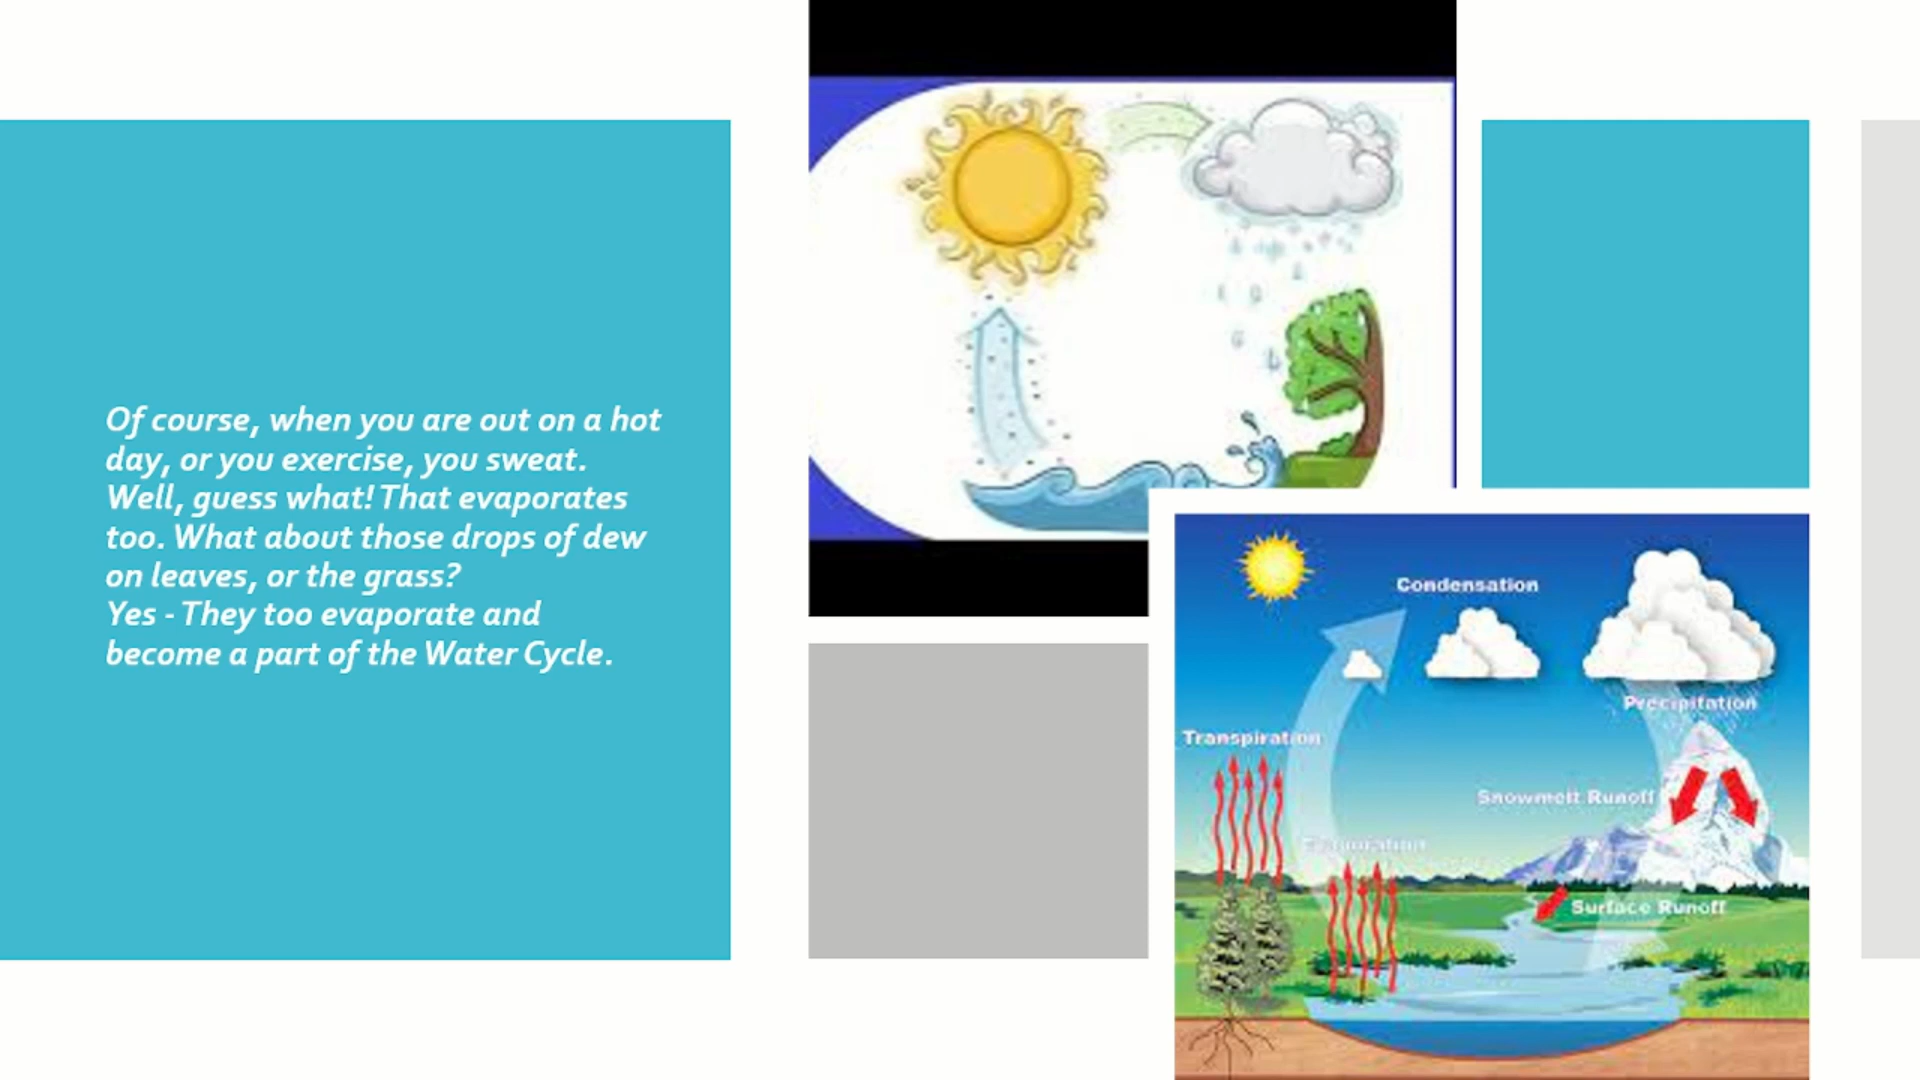 Of course, when you are out on a hot
day, or you exercise, you sweat.
Well, guess what! That evaporates
too. What about those drops of dew
on leaves, or the grass?
Yes - They too evaporate and
become a part of the Water Cycle.
Condensation
Precipitation
Transpiration
Snowmelt Runoff
Evaporation
Surface Runoff